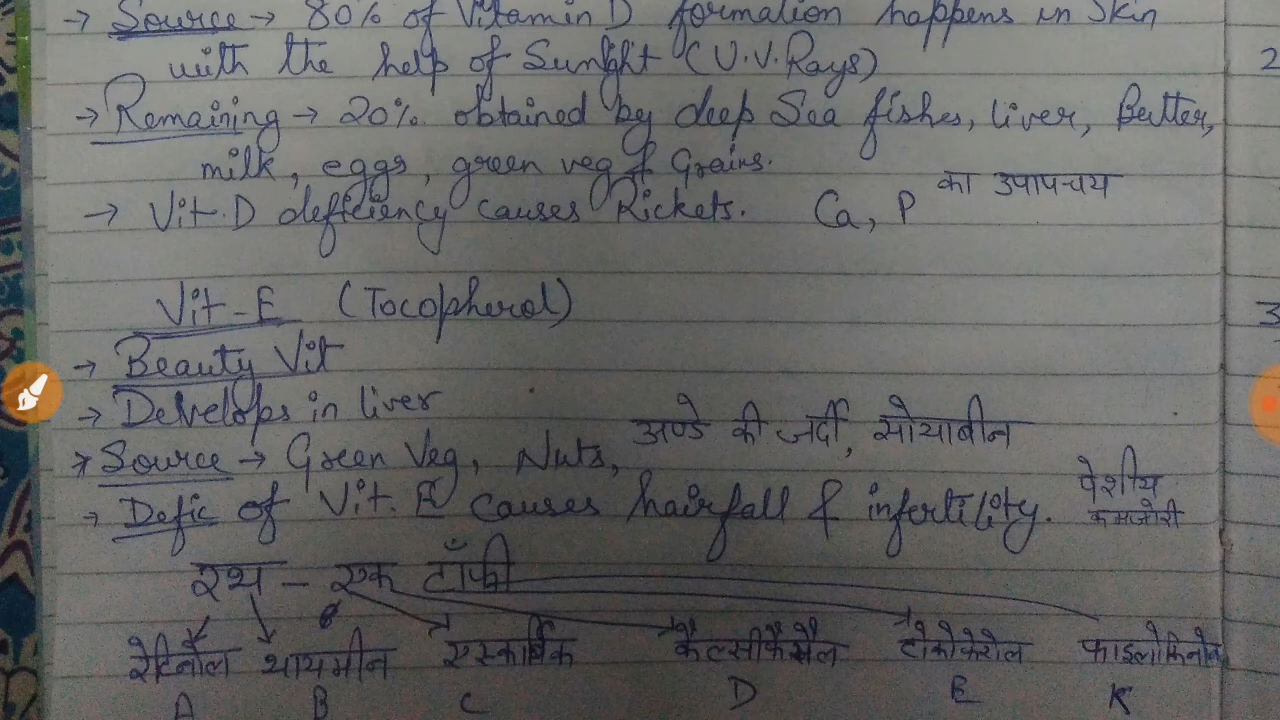 → Source → 80% of Vitamin D formation happens in Skin
with the help of Sunlight (U.V. Rays)
2
→ Remaining → 20% obtained by deep Sea fishes, liver, Butter,
milk, eggs, green veg & Grains.
→ Vit. D deficiency causes Rickets. Ca, P का उपापचय
Vit-E (Tocopherol)
3
→ Beauty Vit
→ Develops in liver
→ Source → Green Veg, Nuts, अण्डे की जर्दी, सोयाबीन
→ Defic of Vit. E causes hairfall & infertility. पेशीय
कमजोरी
रथ - एक टॉफी
रेटिनोल थायमीन एस्कार्बिक कैल्सीफेरोल टोकोफेरोल फाइलोक्विनोन
A B C D E K